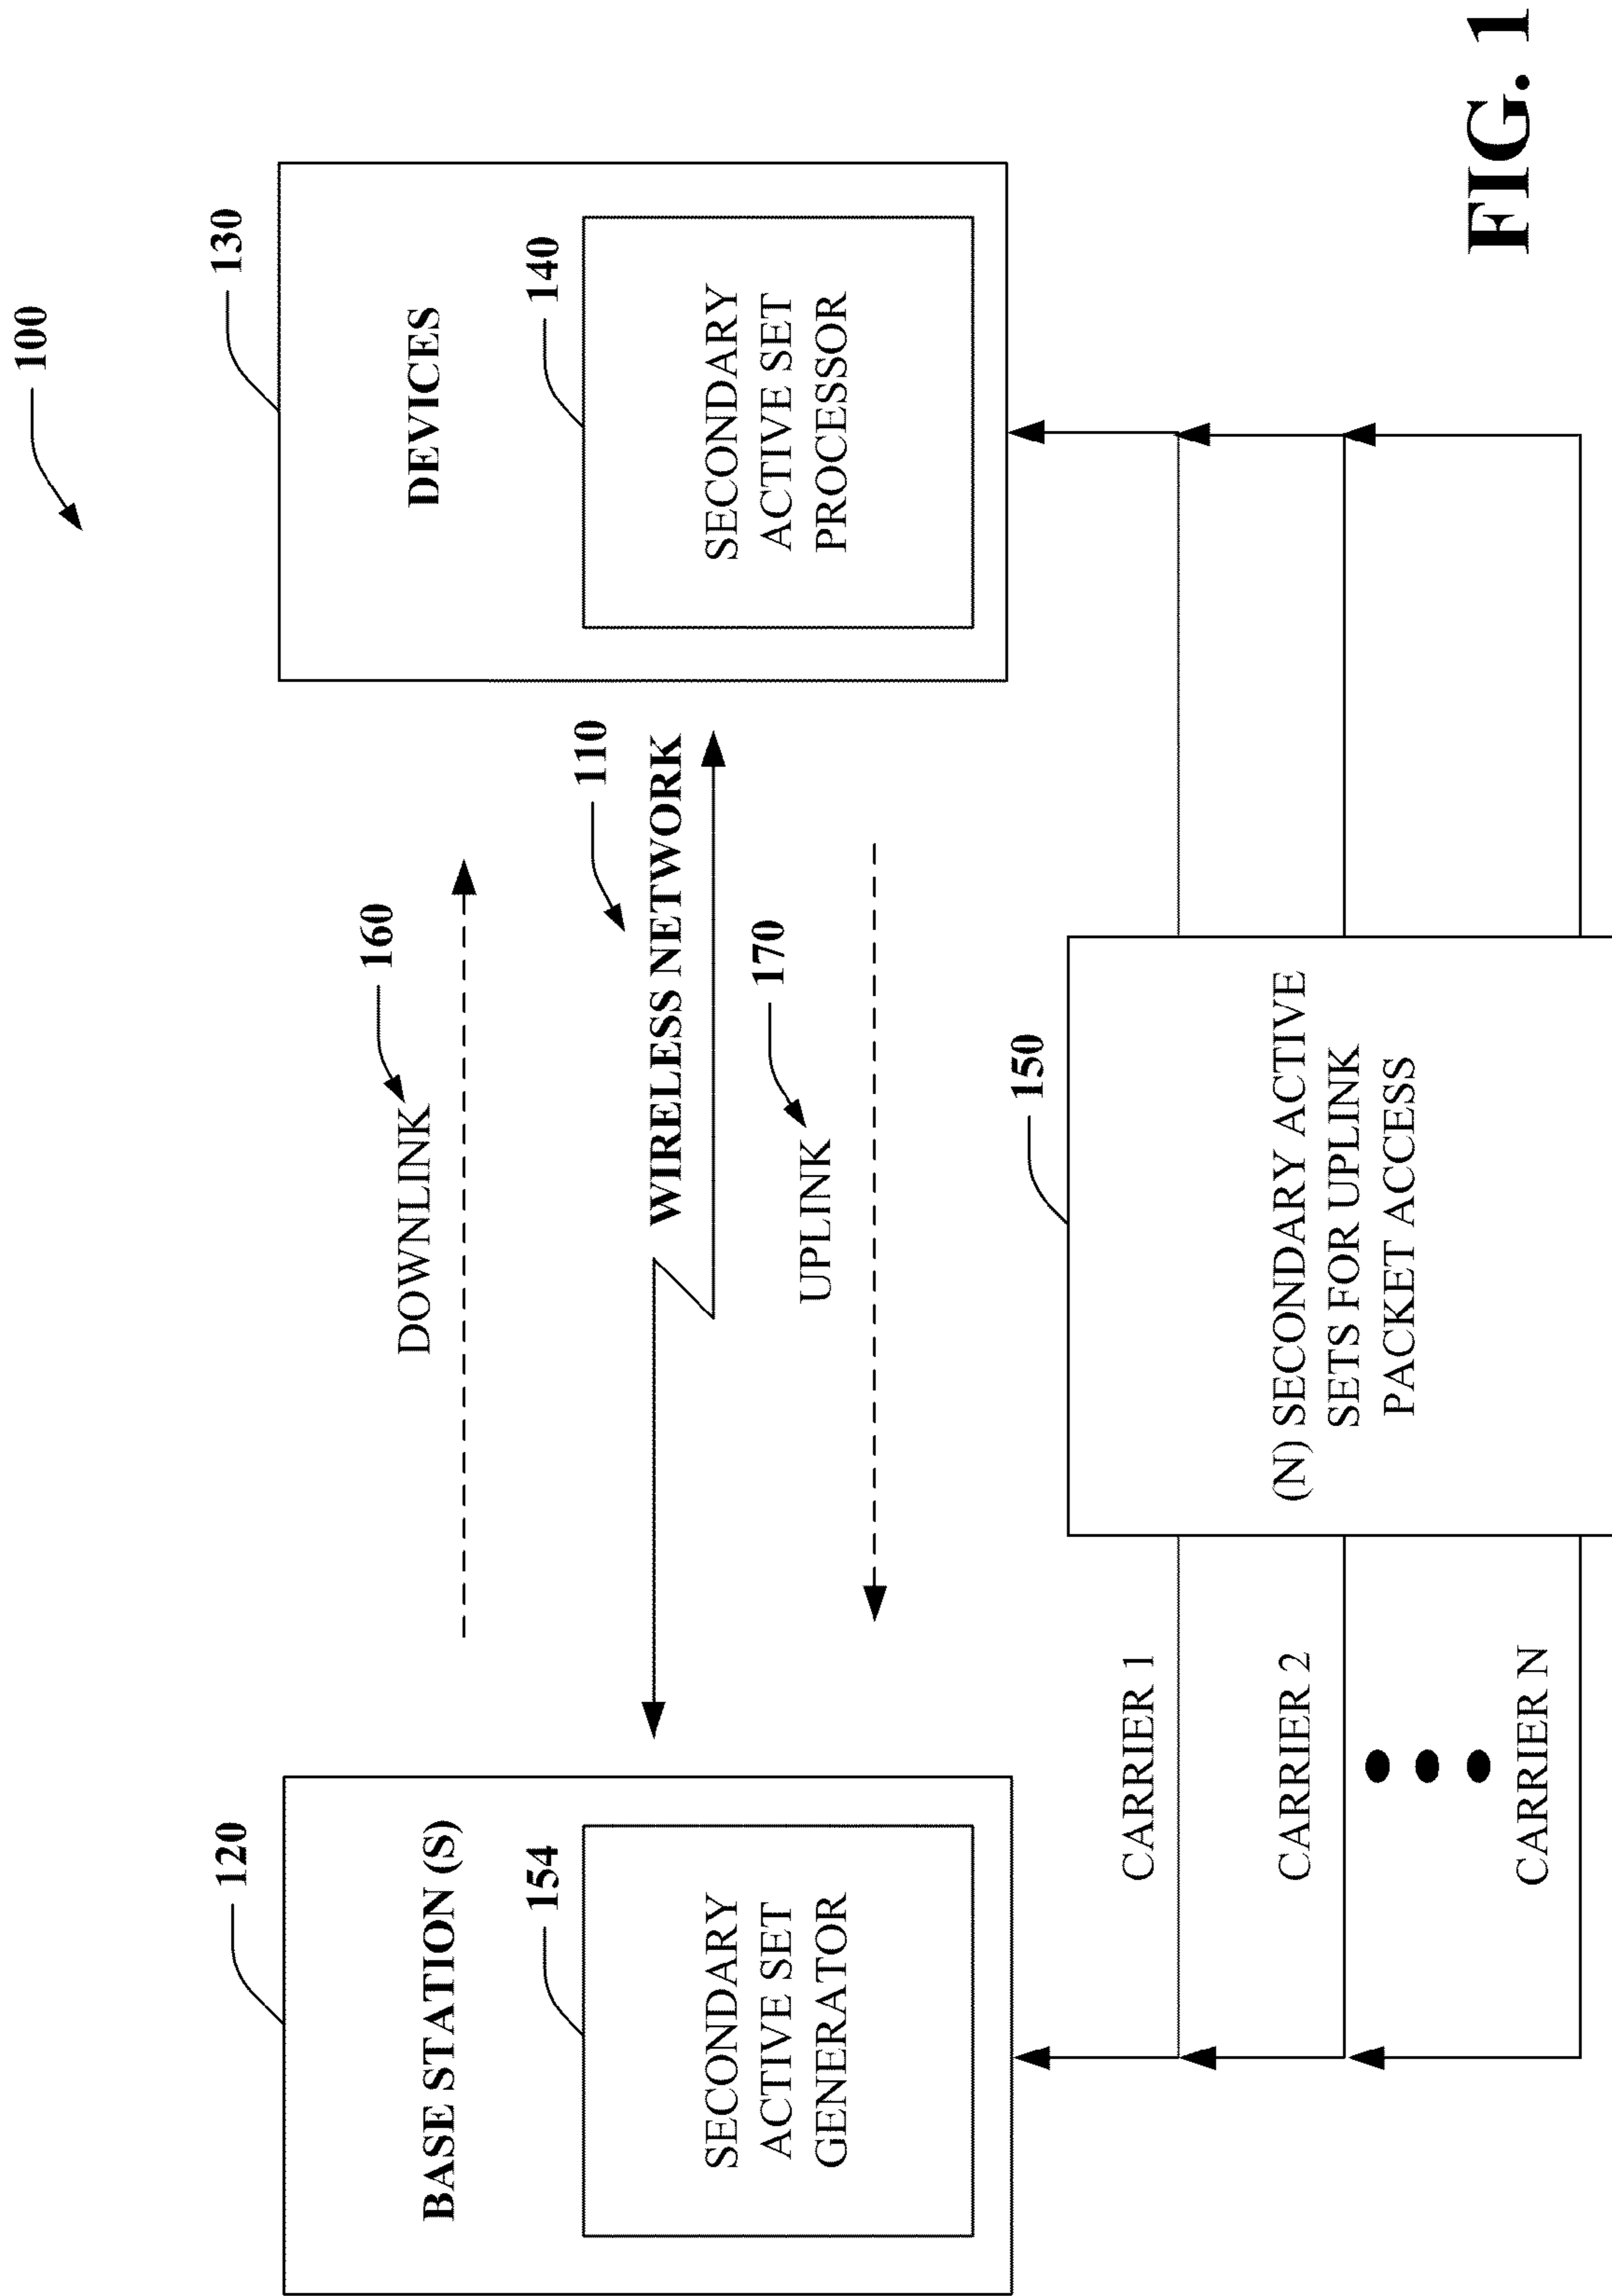 100
120
BASE STATION (S)
154
SECONDARY
ACTIVE SET
GENERATOR
DOWNLINK
160
110
WIRELESS NETWORK
170
UPLINK
130
DEVICES
140
SECONDARY
ACTIVE SET
PROCESSOR
150
(N) SECONDARY ACTIVE
SETS FOR UPLINK
PACKET ACCESS
CARRIER 1
CARRIER 2
CARRIER N
FIG. 1